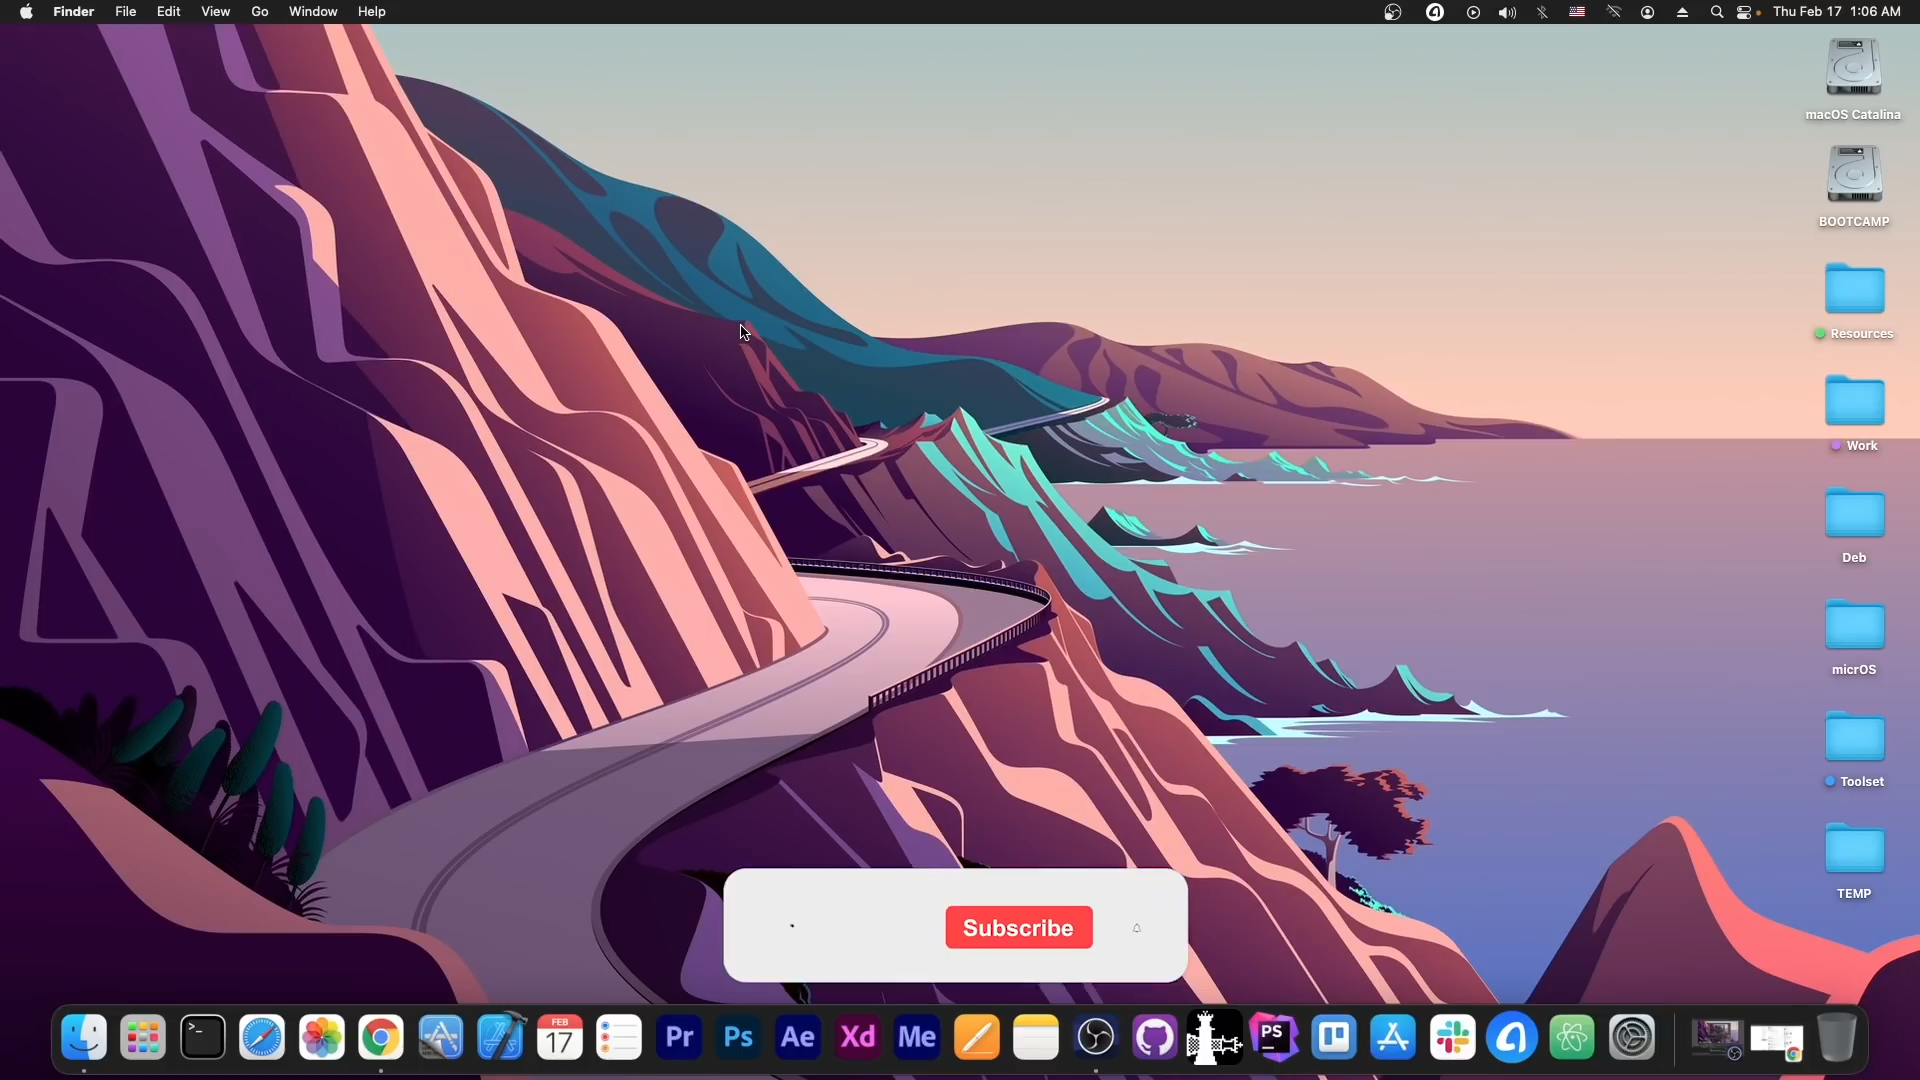 Finder File Edit View Go Window Help
Thu Feb 17 1:06 AM
macOS Catalina
BOOTCAMP
Resources
Work
Deb
micrOS
Toolset
TEMP
Subscribe
>_
FEB
17
Pr
Ps
Ae
Xd
Me
PS